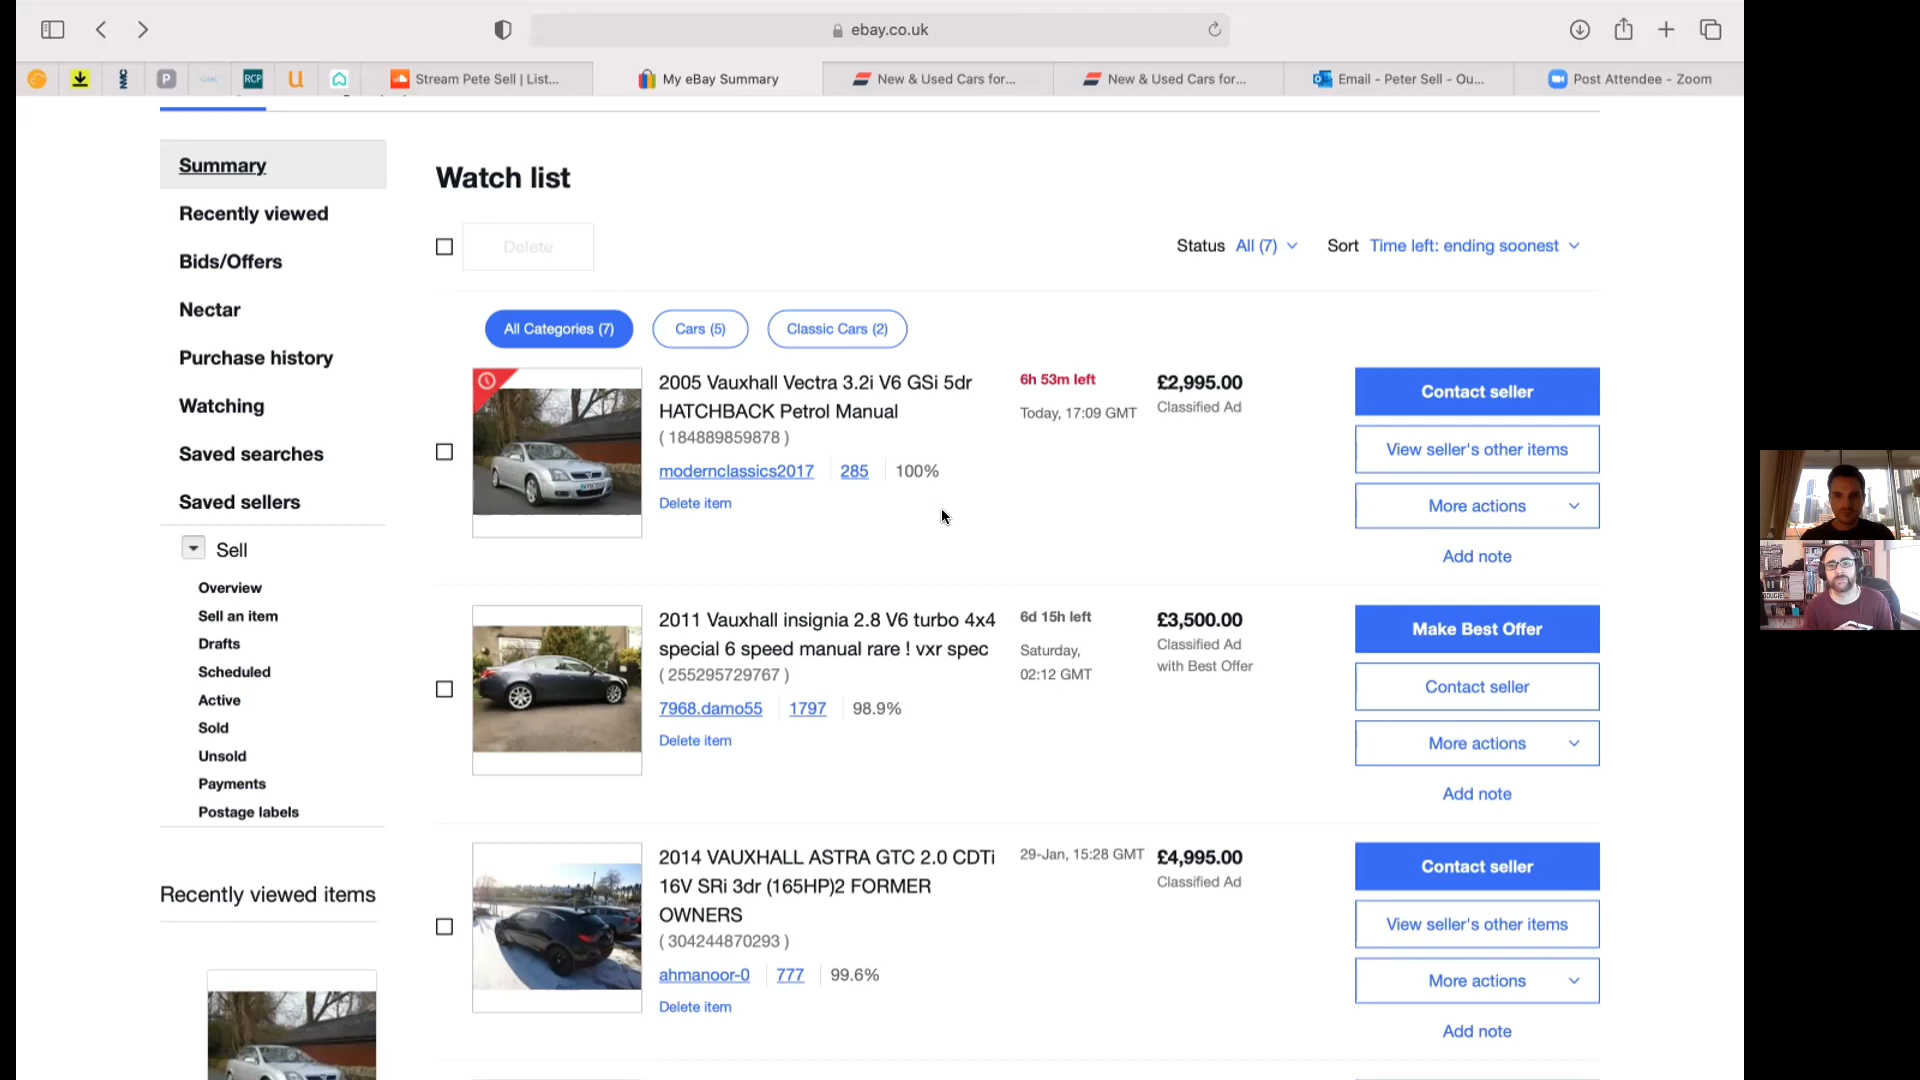 ebay.co.uk
NMC
P
GMC
RCP
Stream Pete Sell | List...
My eBay Summary
New & Used Cars for...
New & Used Cars for...
Email - Peter Sell - Ou...
Post Attendee - Zoom
Summary
Recently viewed
Bids/Offers
Nectar
Purchase history
Watching
Saved searches
Saved sellers
Sell
Overview
Sell an item
Drafts
Scheduled
Active
Sold
Unsold
Payments
Postage labels
Recently viewed items
Watch list
Delete
Status All (7)
Sort Time left: ending soonest
All Categories (7)
Cars (5)
Classic Cars (2)
2005 Vauxhall Vectra 3.2i V6 GSi 5dr
HATCHBACK Petrol Manual
( 184889859878 )
modernclassics2017 285 100%
Delete item
6h 53m left
Today, 17:09 GMT
£2,995.00
Classified Ad
Contact seller
View seller's other items
More actions
Add note
2011 Vauxhall insignia 2.8 V6 turbo 4x4
special 6 speed manual rare ! vxr spec
( 255295729767 )
7968.damo55 1797 98.9%
Delete item
6d 15h left
Saturday,
02:12 GMT
£3,500.00
Classified Ad
with Best Offer
Make Best Offer
Contact seller
More actions
Add note
2014 VAUXHALL ASTRA GTC 2.0 CDTi
16V SRi 3dr (165HP)2 FORMER
OWNERS
( 304244870293 )
ahmanoor-0 777 99.6%
Delete item
29-Jan, 15:28 GMT
£4,995.00
Classified Ad
Contact seller
View seller's other items
More actions
Add note